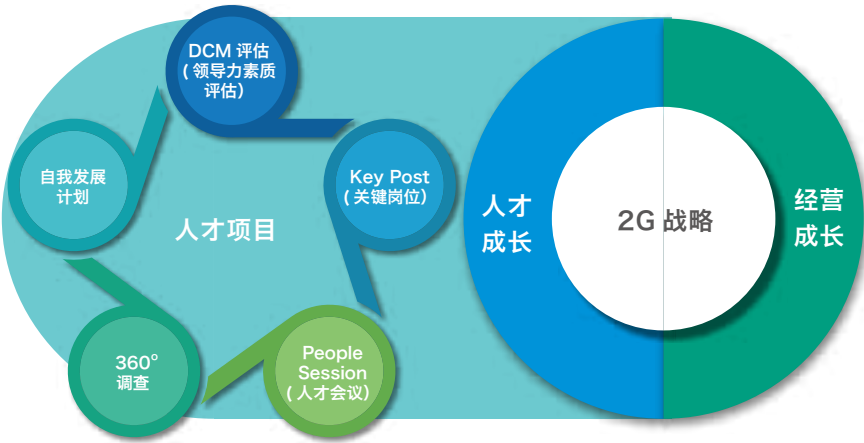 DCM 评估
( 领导力素质
评估）
自我发展
计划
Key Post
( 关键岗位）
人才项目
360°
调查
People
Session
( 人才会议）
人才
成长
2G 战略
经营
成长